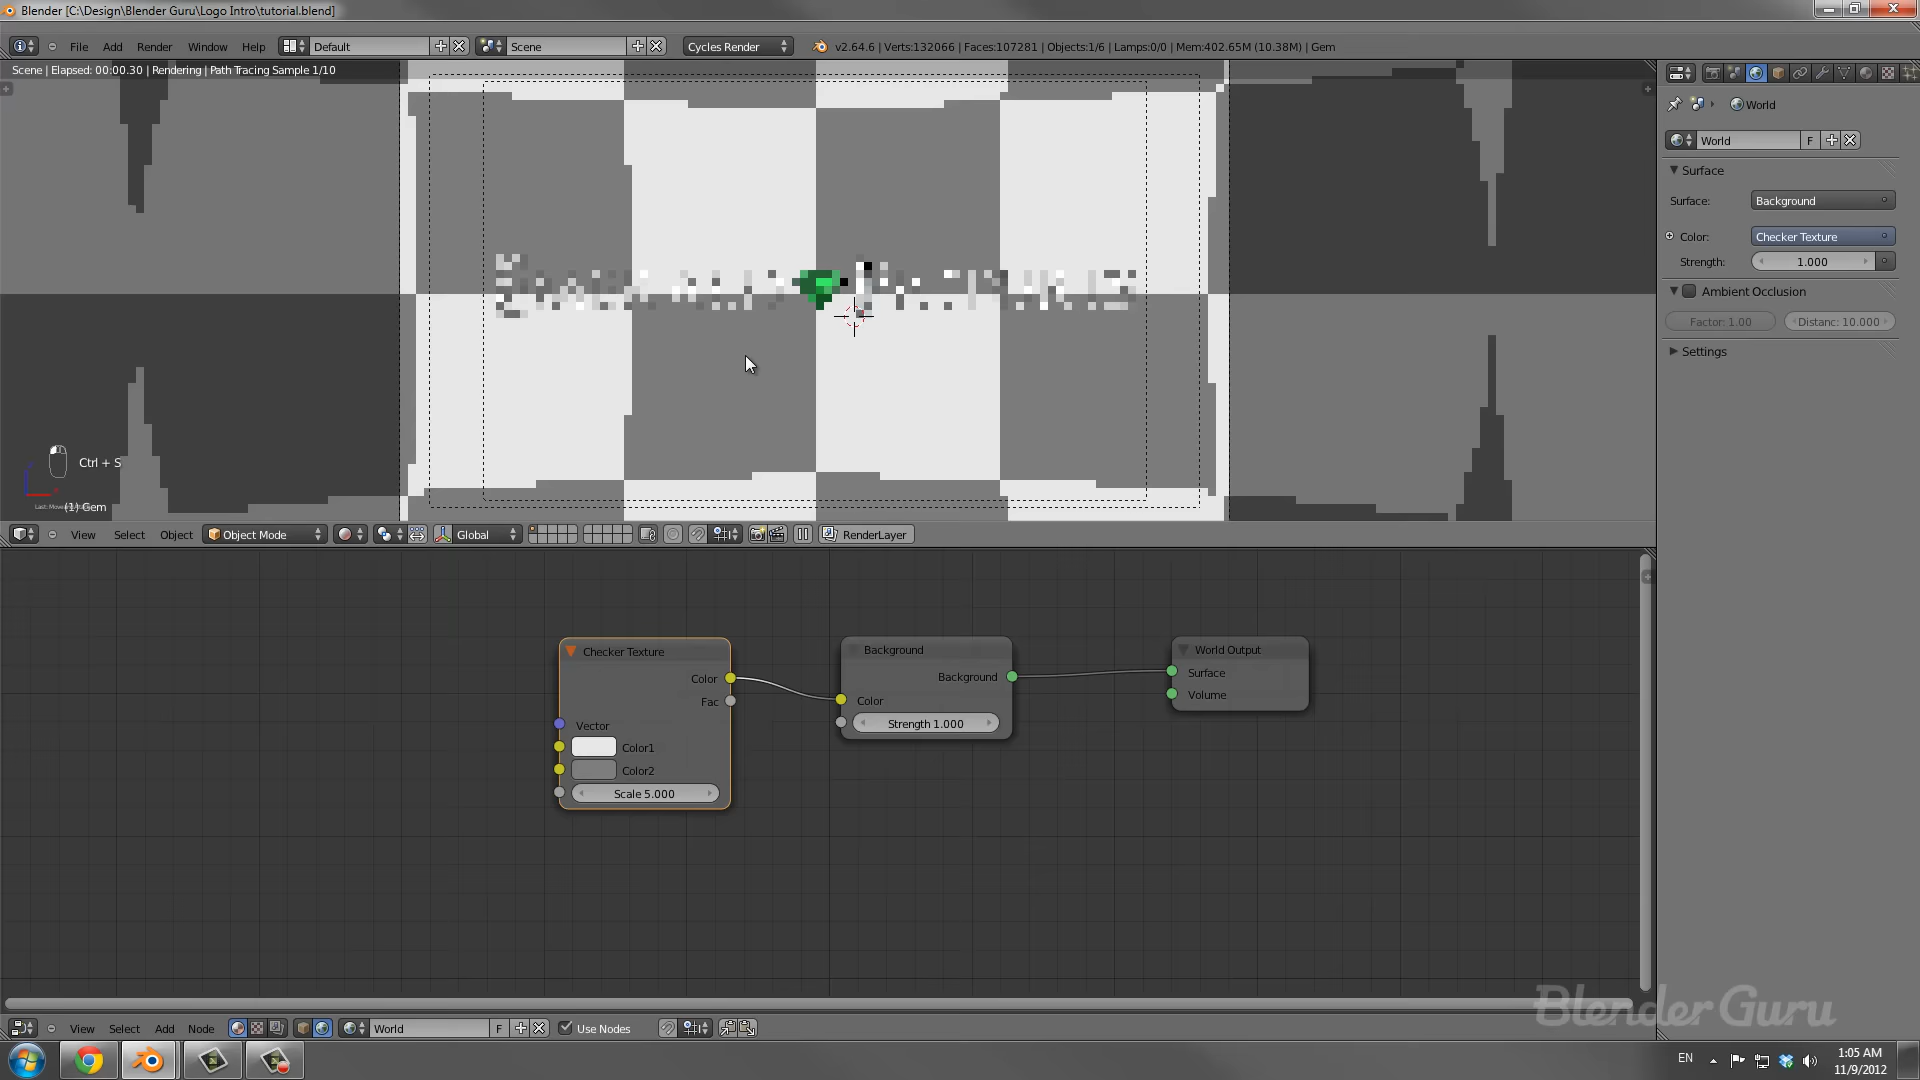 Blender [C:\Design\Blender Guru\Logo Intro\tutorial.blend]
File Add Render Window Help Default Scene Cycles Render v2.64.6 | Verts:132066 | Faces:107281 | Objects:1/6 | Lamps:0/0 | Mem:402.65M (10.38M) | Gem
Scene | Elapsed: 00:00.30 | Rendering | Path Tracing Sample 1/10
World
World F
Surface
Surface: Background
Color: Checker Texture
Strength: 1.000
Ambient Occlusion
Factor: 1.00 Distanc: 10.000
Settings
Ctrl + S
(1) Gem
View Select Object Object Mode Global RenderLayer
Checker Texture
Color
Fac
Vector
Color1
Color2
Scale 5.000
Background
Background
Color
Strength 1.000
World Output
Surface
Volume
BlenderGuru
View Select Add Node World F Use Nodes
EN 1:05 AM
11/9/2012